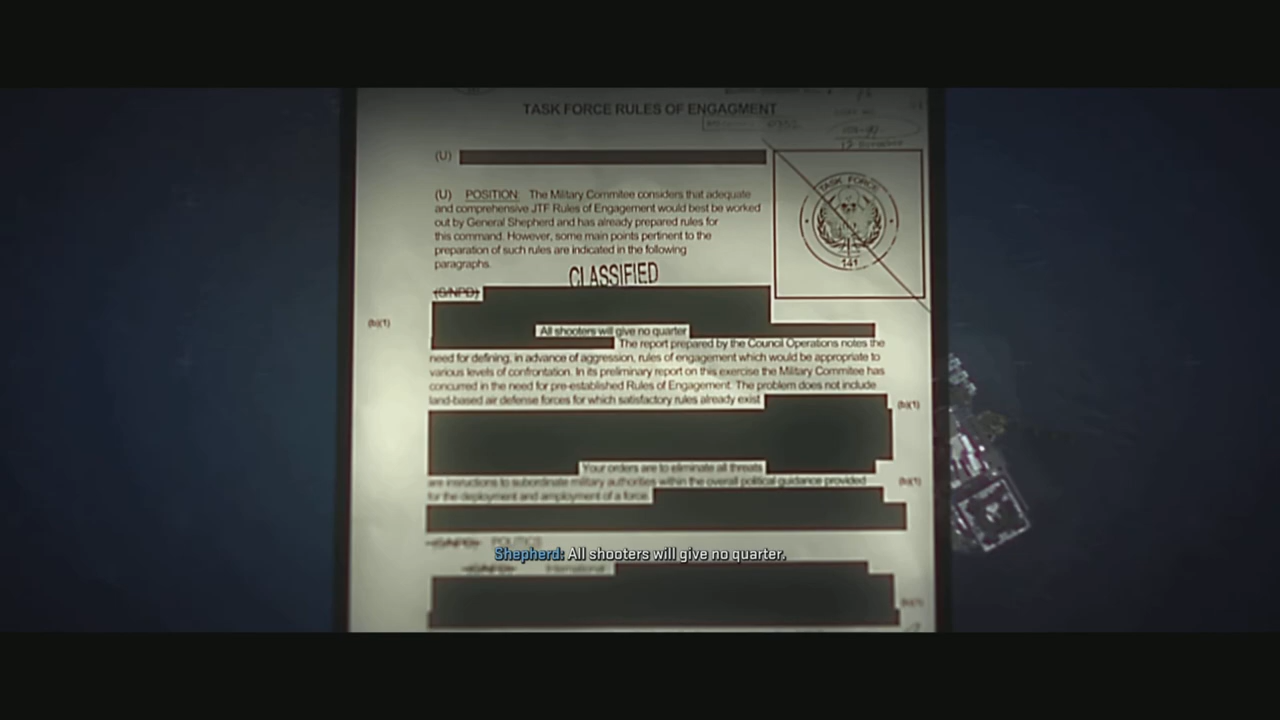 TASK FORCE RULES OF ENGAGMENT
(U)
(U) POSITION: The Military Commitee considers that adequate
and comprehensive JTF Rules of Engagement would best be worked
out by General Shepherd and has already prepared rules for
this command. However, some main points pertinent to the
preparation of such rules are indicated in the following
paragraphs.
TASK FORCE
141
CLASSIFIED
(S/NPD)
(b)(1)
All shooters will give no quarter
The report prepared by the Council Operations notes the
need for defining, in advance of aggression, rules of engagement which would be appropriate to
various levels of confrontation. In its preliminary report on this exercise the Military Commitee has
concurred in the need for pre-established Rules of Engagement. The problem does not include
land-based air defense forces for which satisfactory rules already exist
(b)(1)
Your orders are to eliminate all threats
are instructions to subordinate military authorities within the overall political guidance provided
(b)(1)
for the deployment and employment of a force
(S/NPD) POLITICS
Shepherd: All shooters will give no quarter.
(S/NPD) International
(b)(1)